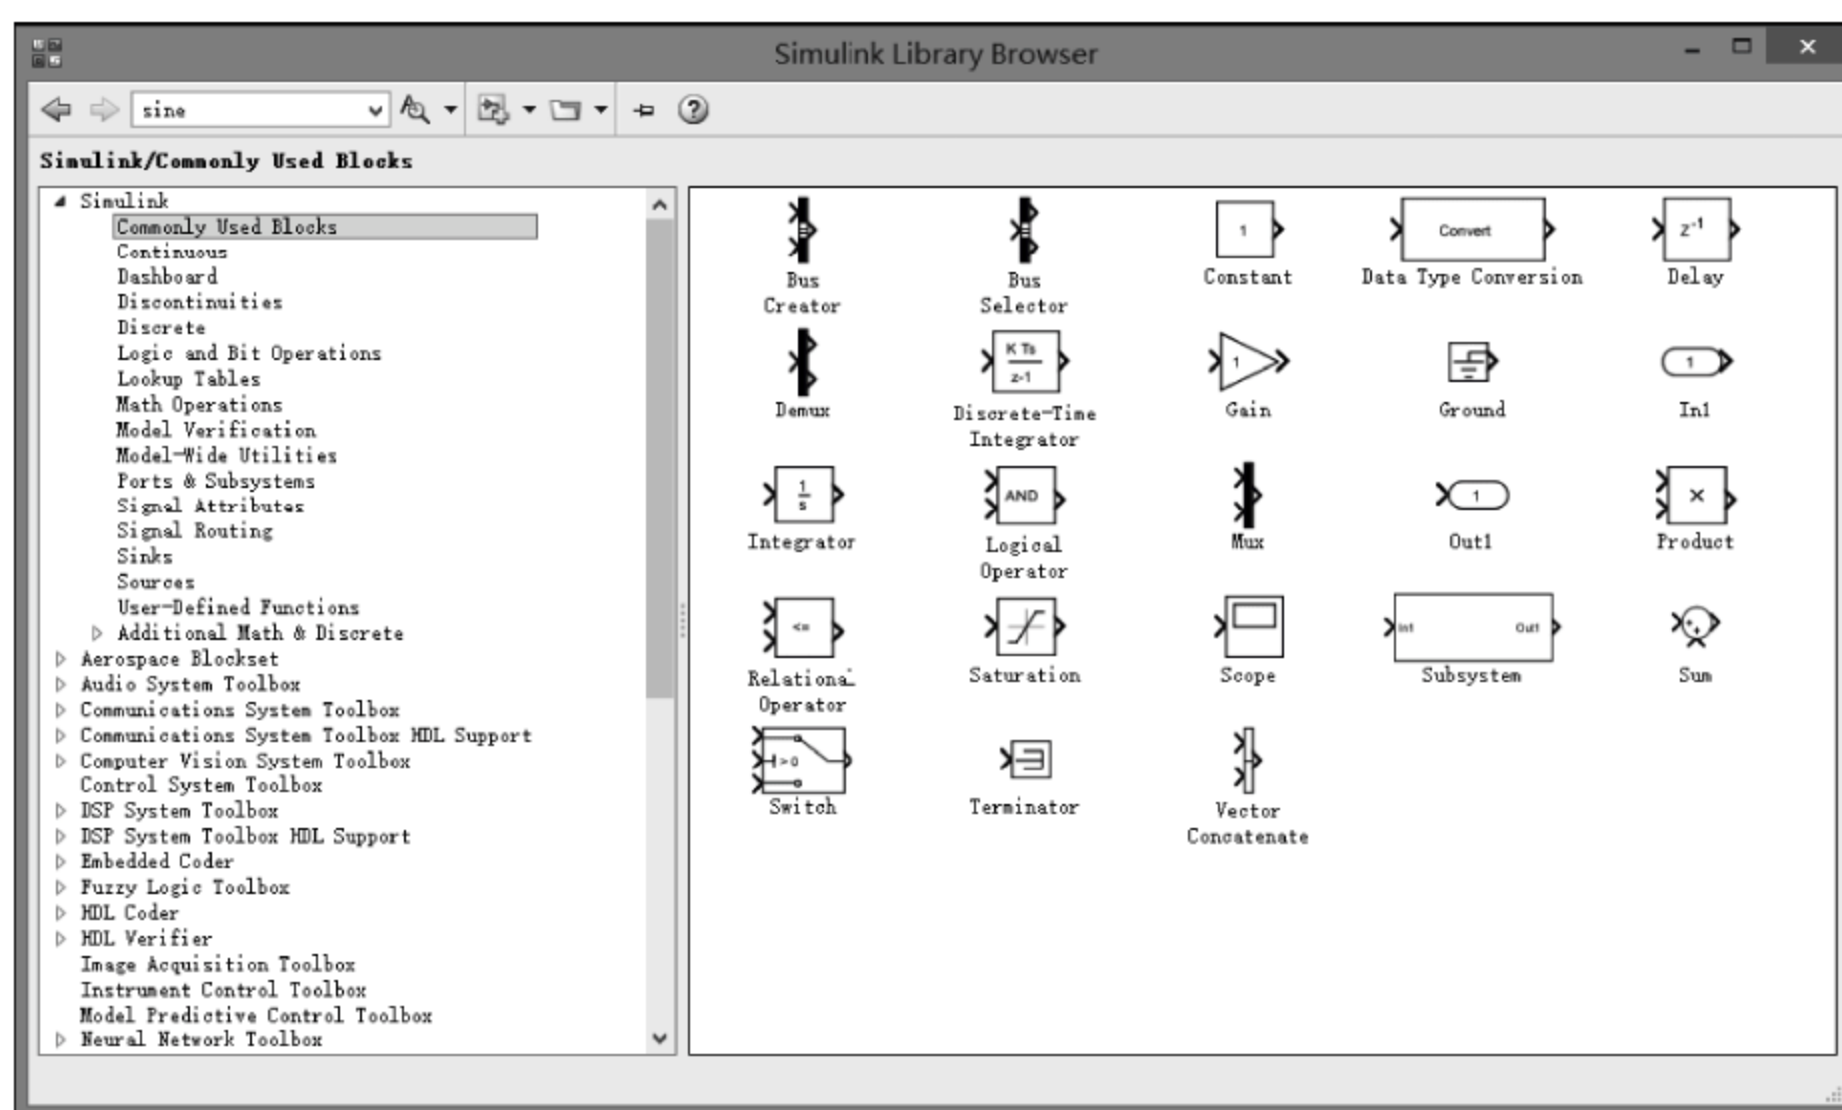 Simulink Library Browser
sine
Simulink/Commonly Used Blocks
Simulink
Commonly Used Blocks
Continuous
Dashboard
Discontinuities
Discrete
Logic and Bit Operations
Lookup Tables
Math Operations
Model Verification
Model-Wide Utilities
Ports & Subsystems
Signal Attributes
Signal Routing
Sinks
Sources
User-Defined Functions
Additional Math & Discrete
Aerospace Blockset
Audio System Toolbox
Communications System Toolbox
Communications System Toolbox HDL Support
Computer Vision System Toolbox
Control System Toolbox
DSP System Toolbox
DSP System Toolbox HDL Support
Embedded Coder
Fuzzy Logic Toolbox
HDL Coder
HDL Verifier
Image Acquisition Toolbox
Instrument Control Toolbox
Model Predictive Control Toolbox
Neural Network Toolbox
Bus
Creator
Bus
Selector
1
Constant
Convert
Data Type Conversion
z-1
Delay
Demux
K Ts
z-1
Discrete-Time
Integrator
1
Gain
Ground
1
In1
1
s
Integrator
AND
Logical
Operator
Mux
1
Out1
×
Product
<=
Relational
Operator
Saturation
Scope
In1
Out1
Subsystem
++
Sum
> 0
Switch
Terminator
Vector
Concatenate